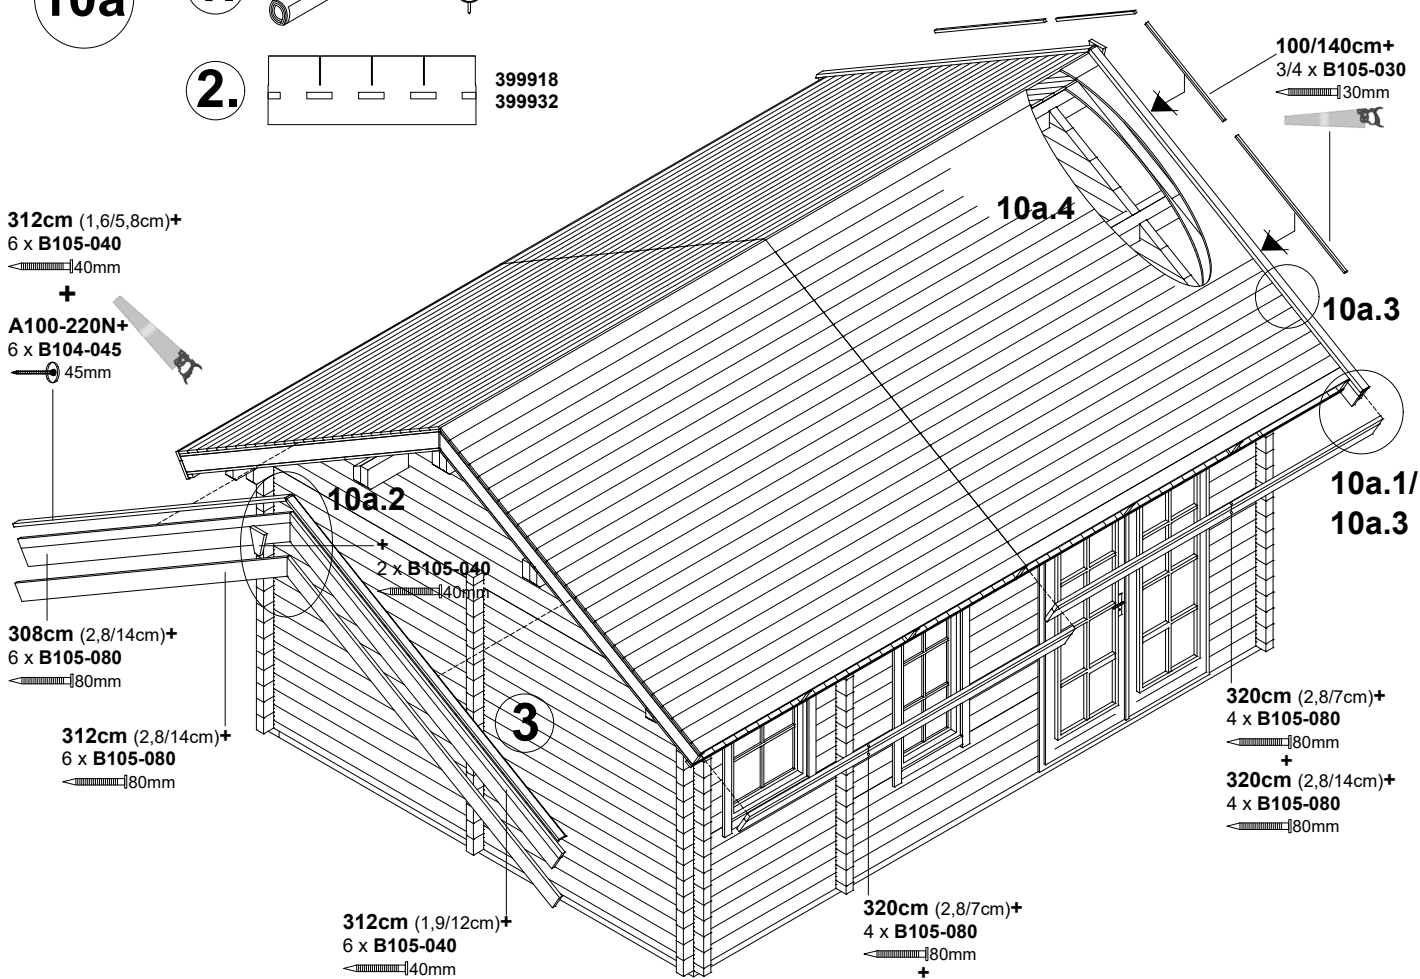 10a
2.
399918
399932
100/140cm+
3/4 x B105-030
30mm
312cm (1,6/5,8cm)+
6 x B105-040
40mm
+
A100-220N+
6 x B104-045
45mm
10a.4
10a.3
10a.1/
10a.3
10a.2
+
2 x B105-040
40mm
308cm (2,8/14cm)+
6 x B105-080
80mm
312cm (2,8/14cm)+
6 x B105-080
80mm
3
320cm (2,8/7cm)+
4 x B105-080
80mm
+
320cm (2,8/14cm)+
4 x B105-080
80mm
312cm (1,9/12cm)+
6 x B105-040
40mm
320cm (2,8/7cm)+
4 x B105-080
80mm
+